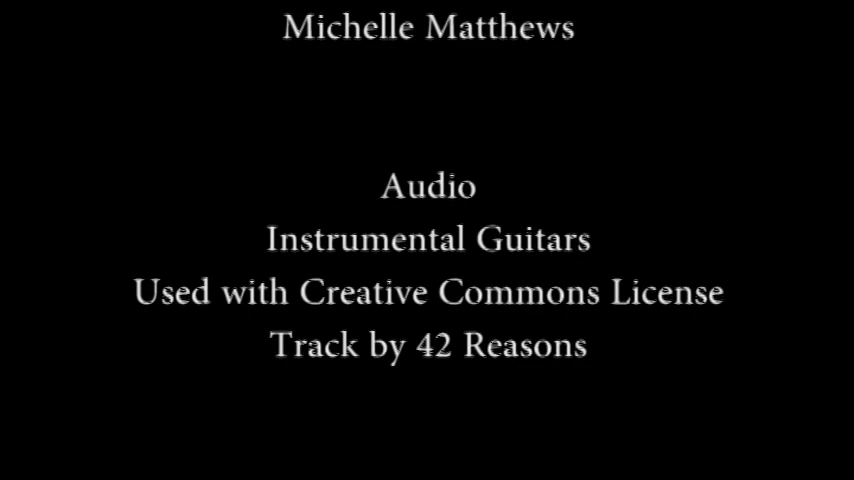 Michelle Matthews
Audio
Instrumental Guitars
Used with Creative Commons License
Track by 42 Reasons